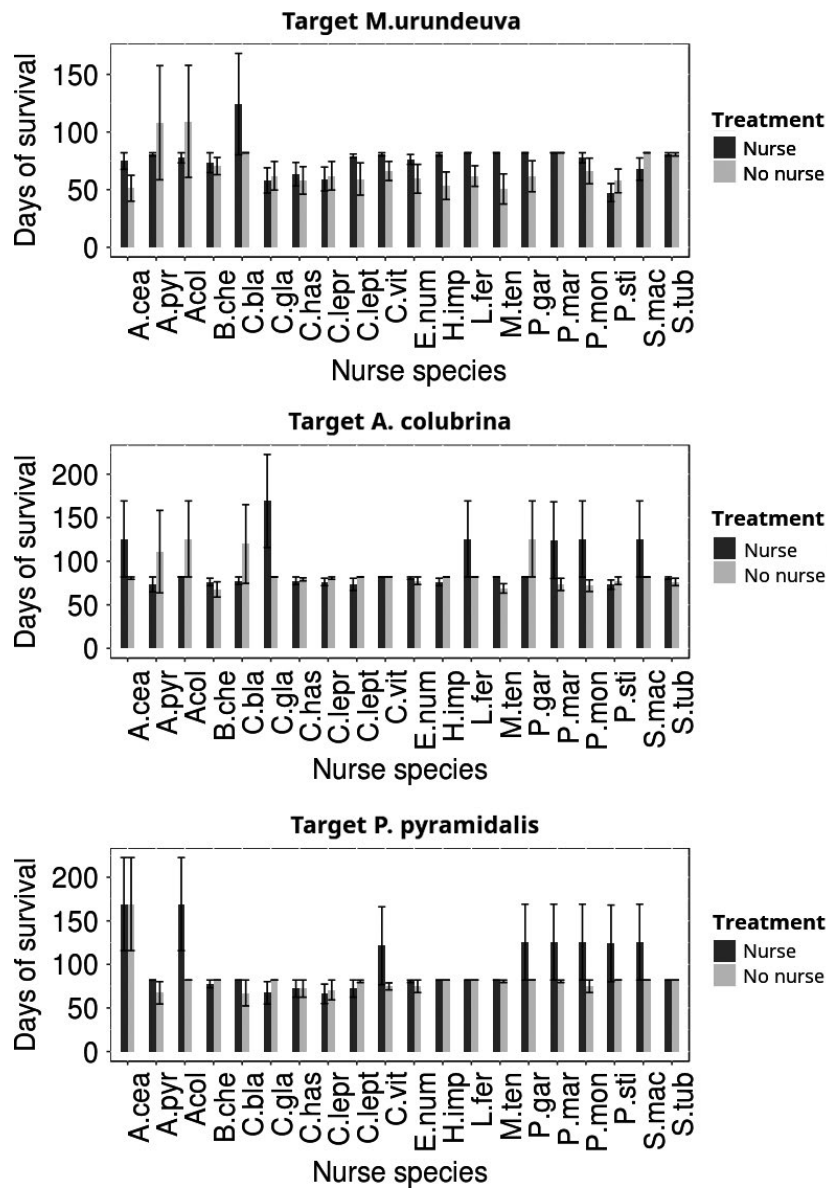 Target M.urundeuva
Days of survival
150
100
50
0
A.cea
A.pyr
Acol
B.che
C.bla
C.gla
C.has
C.lepr
C.lept
C.vit
E.num
H.imp
L.fer
M.ten
P.gar
P.mar
P.mon
P.sti
S.mac
S.tub
Nurse species
Treatment
Nurse
No nurse
Target A. colubrina
Days of survival
200
150
100
50
0
A.cea
A.pyr
Acol
B.che
C.bla
C.gla
C.has
C.lepr
C.lept
C.vit
E.num
H.imp
L.fer
M.ten
P.gar
P.mar
P.mon
P.sti
S.mac
S.tub
Nurse species
Treatment
Nurse
No nurse
Target P. pyramidalis
Days of survival
200
150
100
50
0
A.cea
A.pyr
Acol
B.che
C.bla
C.gla
C.has
C.lepr
C.lept
C.vit
E.num
H.imp
L.fer
M.ten
P.gar
P.mar
P.mon
P.sti
S.mac
S.tub
Nurse species
Treatment
Nurse
No nurse